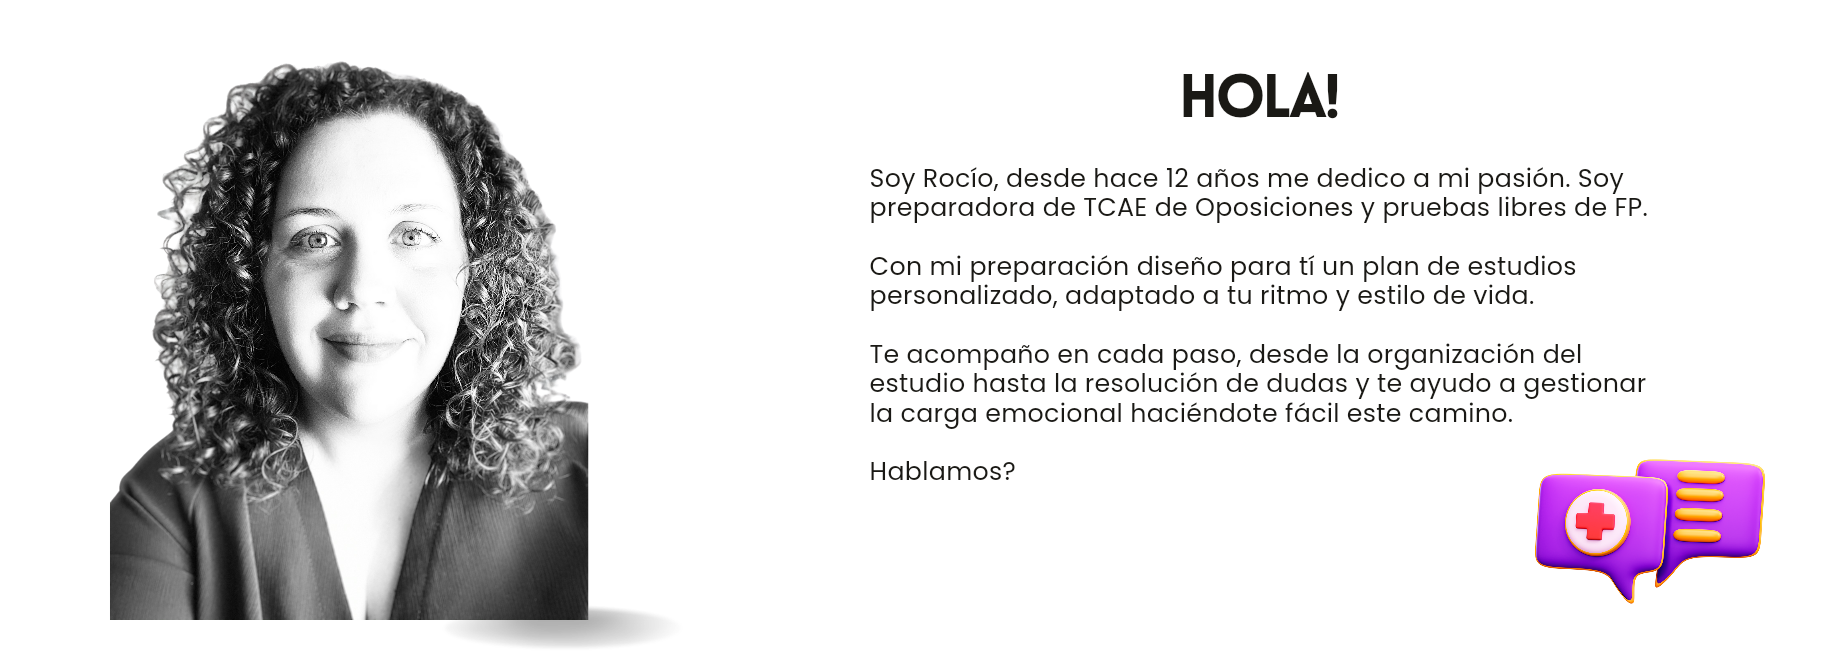 HOLA!
Soy Rocío, desde hace 12 años me dedico a mi pasión. Soy
preparadora de TCAE de Oposiciones y pruebas libres de FP.
Con mi preparación diseño para tí un plan de estudios
personalizado, adaptado a tu ritmo y estilo de vida.
Te acompaño en cada paso, desde la organización del
estudio hasta la resolución de dudas y te ayudo a gestionar
la carga emocional haciéndote fácil este camino.
Hablamos?